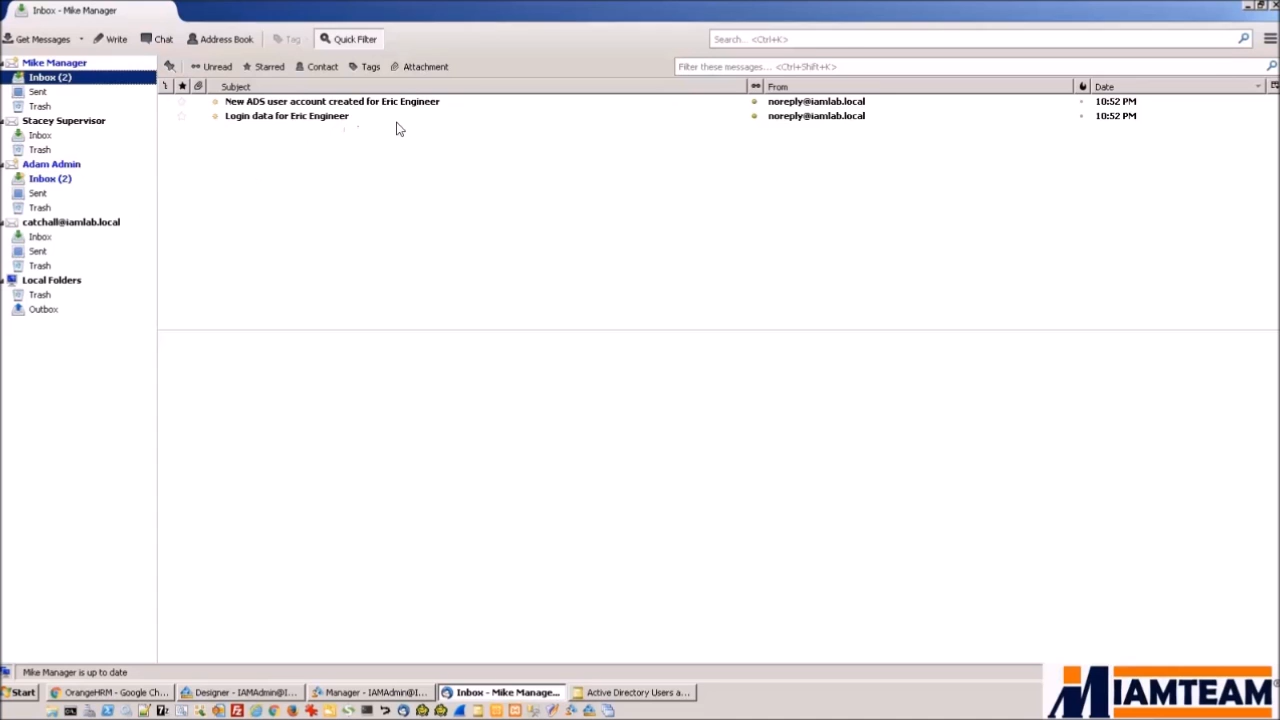 Inbox - Mike Manager
Get Messages Write Chat Address Book Tag Quick Filter Search... <Ctrl+K>
Unread Starred Contact Tags Attachment Filter these messages... <Ctrl+Shift+K>
Subject From Date
New ADS user account created for Eric Engineer noreply@iamlab.local 10:52 PM
Login data for Eric Engineer noreply@iamlab.local 10:52 PM
Mike Manager
Inbox (2)
Sent
Trash
Stacey Supervisor
Inbox
Trash
Adam Admin
Inbox (2)
Sent
Trash
catchall@iamlab.local
Inbox
Sent
Trash
Local Folders
Trash
Outbox
Mike Manager is up to date
Start OrangeHRM - Google Ch... Designer - IAMAdmin@I... Manager - IAMAdmin@I... Inbox - Mike Manage... Active Directory Users a...
IAMTEAM